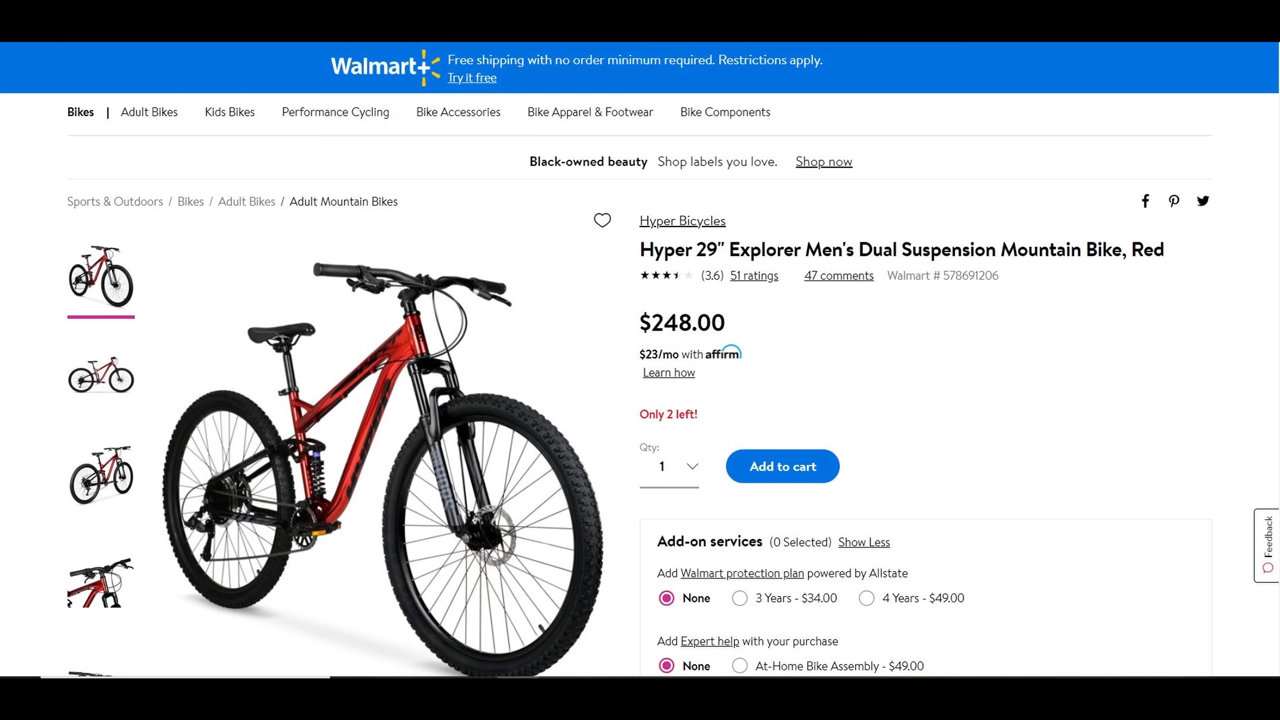 Walmart+
Free shipping with no order minimum required. Restrictions apply.
Try it free
Bikes | Adult Bikes Kids Bikes Performance Cycling Bike Accessories Bike Apparel & Footwear Bike Components
Black-owned beauty Shop labels you love. Shop now
Sports & Outdoors / Bikes / Adult Bikes / Adult Mountain Bikes
Hyper Bicycles
Hyper 29" Explorer Men's Dual Suspension Mountain Bike, Red
(3.6) 51 ratings 47 comments Walmart # 578691206
$248.00
$23/mo with affirm
Learn how
Only 2 left!
Qty:
1
Add to cart
Feedback
Add-on services (0 Selected) Show Less
Add Walmart protection plan powered by Allstate
None 3 Years - $34.00 4 Years - $49.00
Add Expert help with your purchase
None At-Home Bike Assembly - $49.00